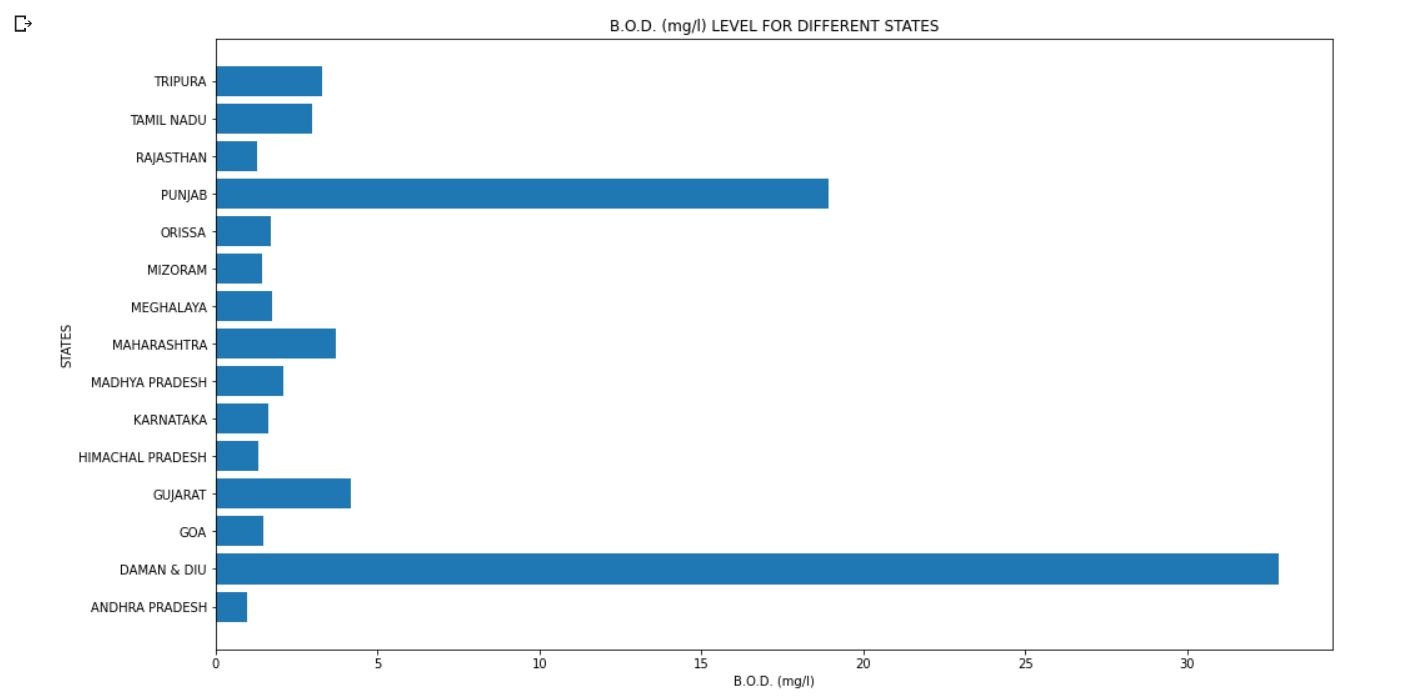 B.O.D. (mg/l) LEVEL FOR DIFFERENT STATES
TRIPURA
TAMIL NADU
RAJASTHAN
PUNJAB
ORISSA
MIZORAM
MEGHALAYA
MAHARASHTRA
MADHYA PRADESH
KARNATAKA
HIMACHAL PRADESH
GUJARAT
GOA
DAMAN & DIU
ANDHRA PRADESH
STATES
0 5 10 15 20 25 30
B.O.D. (mg/l)